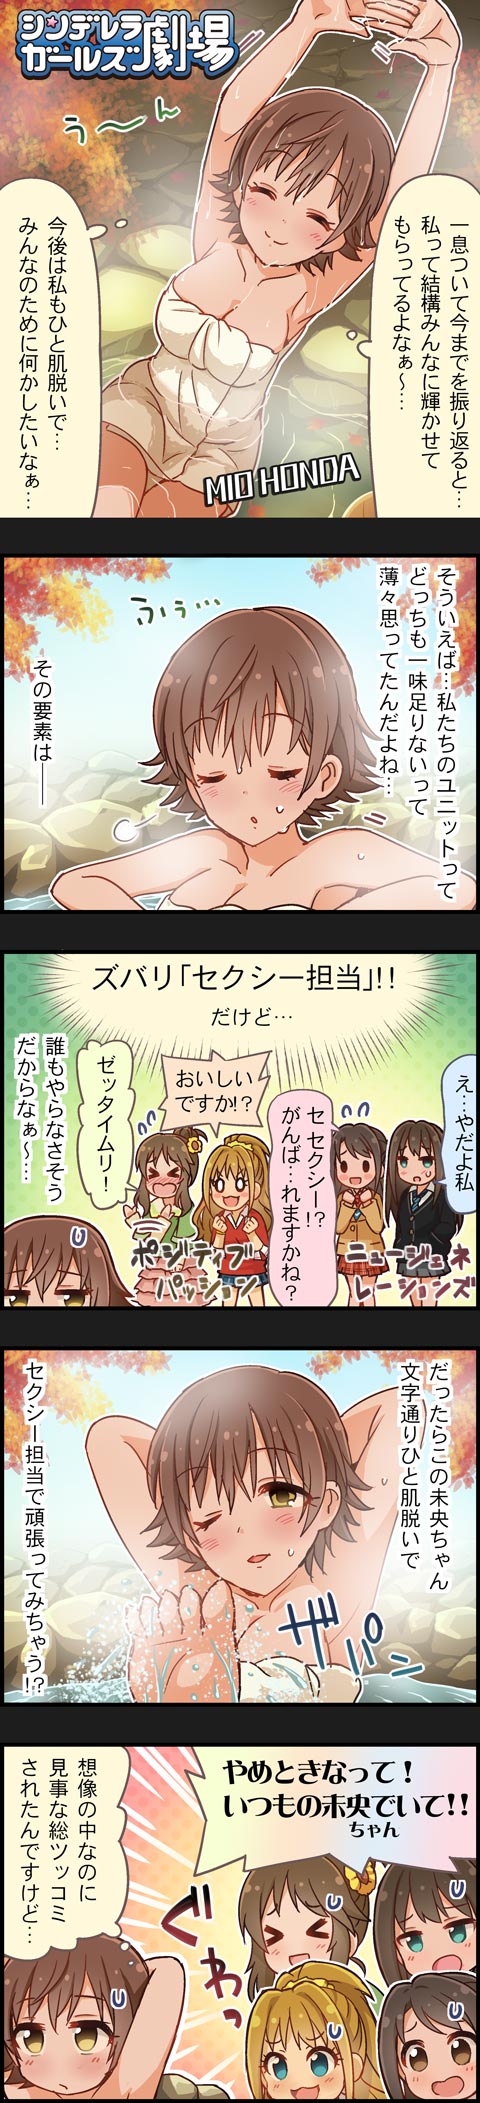 シンデレラ
ガールズ劇場
う～ん
一息ついて今までを振り返ると…
私って結構みんなに輝かせて
もらってるよなぁ～…
今後は私もひと肌脱いで…
みんなのために何かしたいなぁ…
MIO HONDA
そういえば…私たちのユニットって
どっちも一味足りないって
薄々思ってたんだよね…
ふぅ…
その要素は――
ズバリ「セクシー担当」!!
だけど…
え…やだよ私
セセクシー!?
がんば…れますかね?
おいしい
ですか!?
ゼッタイムリ!
誰もやらなさそう
だからなぁ～…
ニュージェネ
レーションズ
ポジティブ
パッション
だったらこの未央ちゃん
文字通りひと肌脱いで
セクシー担当で頑張ってみちゃう!?
ザパン
やめときなって!
いつもの未央でいて!!
ちゃん
想像の中なのに
見事な総ツッコミ
されたんですけど…
ぐわっ